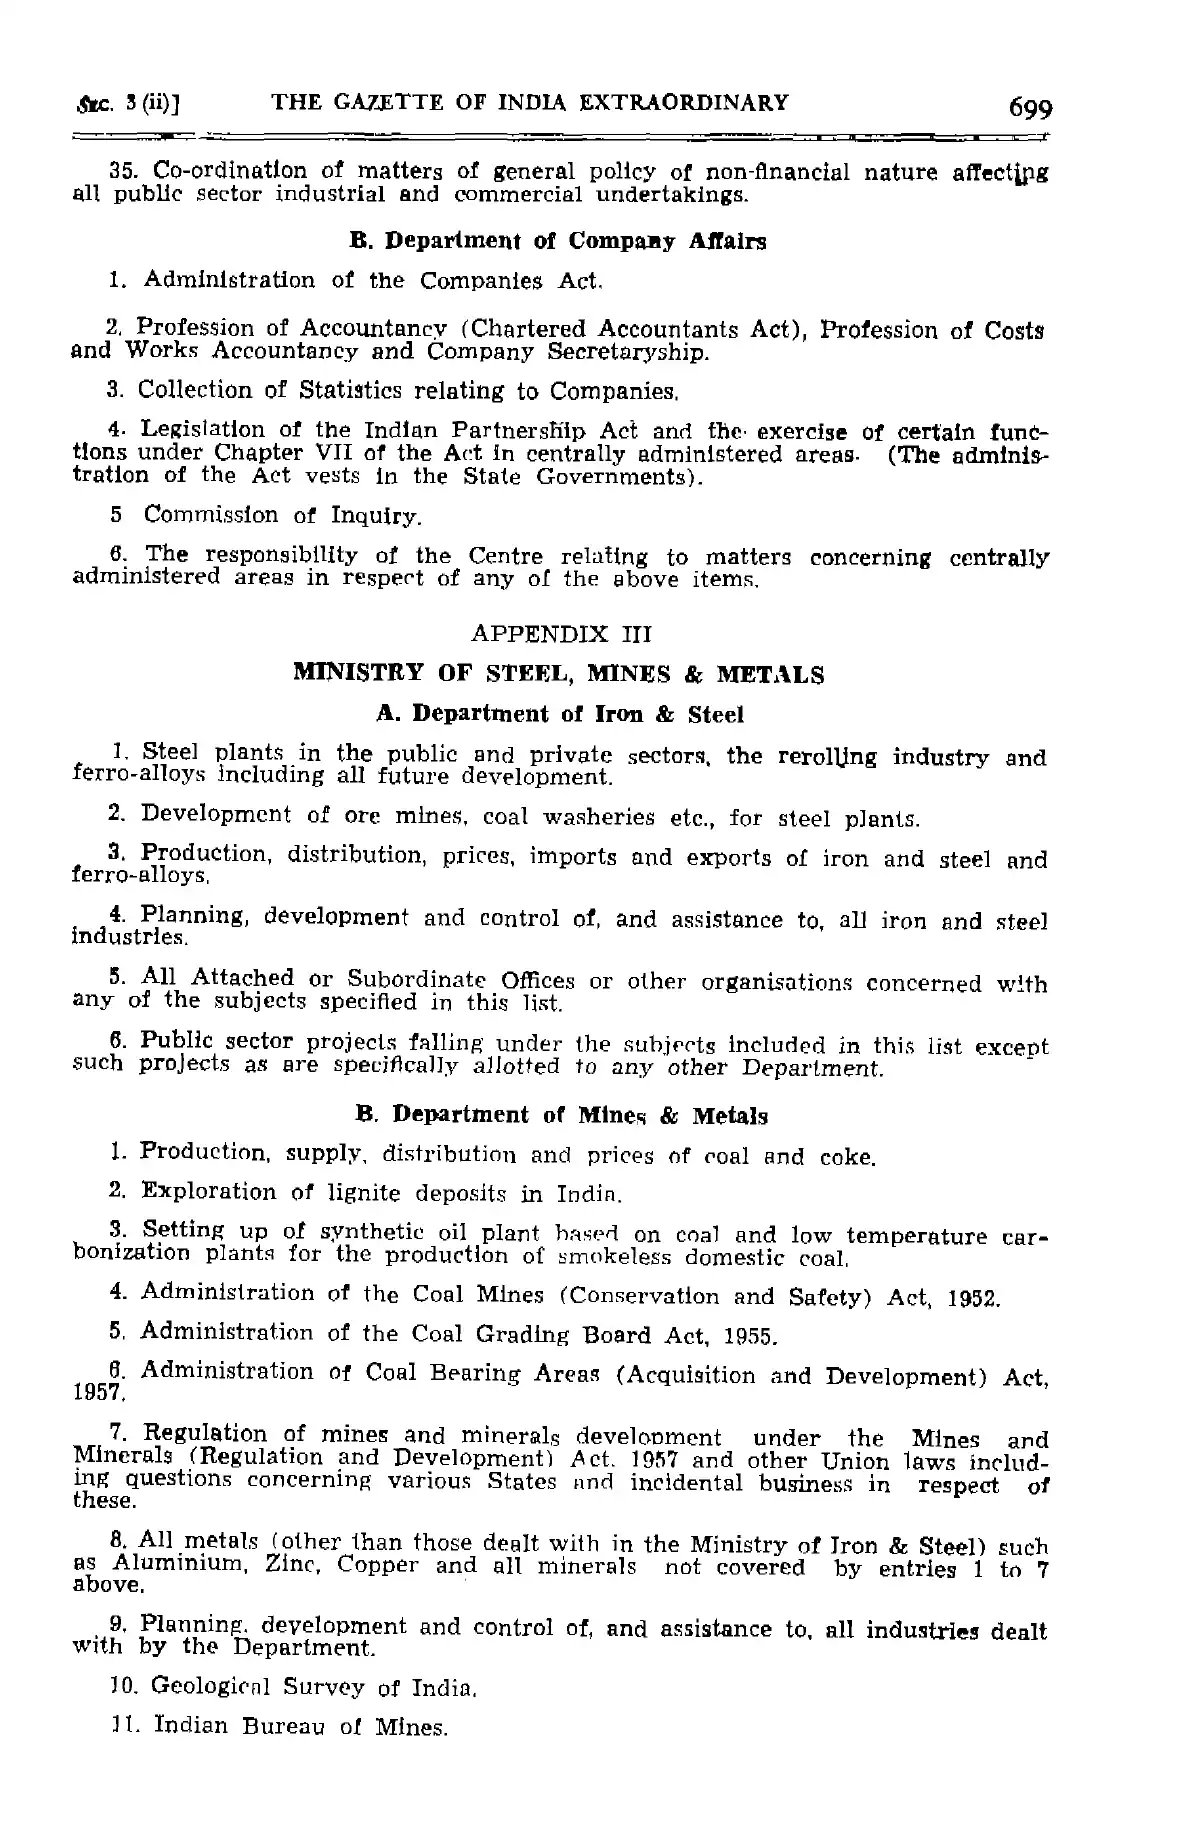 SEC. 3 (ii)] THE GAZETTE OF INDIA EXTRAORDINARY 699
35. Co-ordination of matters of general policy of non-financial nature affecting
all public sector industrial and commercial undertakings.
B. Department of Company Affairs
1. Administration of the Companies Act.
2. Profession of Accountancy (Chartered Accountants Act), Profession of Costs
and Works Accountancy and Company Secretaryship.
3. Collection of Statistics relating to Companies.
4. Legislation of the Indian Partnership Act and the exercise of certain func-
tions under Chapter VII of the Act in centrally administered areas. (The adminis-
tration of the Act vests in the State Governments).
5 Commission of Inquiry.
6. The responsibility of the Centre relating to matters concerning centrally
administered areas in respect of any of the above items.
APPENDIX III
MINISTRY OF STEEL, MINES & METALS
A. Department of Iron & Steel
1. Steel plants in the public and private sectors, the rerolling industry and
ferro-alloys including all future development.
2. Development of ore mines, coal washeries etc., for steel plants.
3. Production, distribution, prices, imports and exports of iron and steel and
ferro-alloys.
4. Planning, development and control of, and assistance to, all iron and steel
industries.
5. All Attached or Subordinate Offices or other organisations concerned with
any of the subjects specified in this list.
6. Public sector projects falling under the subjects included in this list except
such projects as are specifically allotted to any other Department.
B. Department of Mines & Metals
1. Production, supply, distribution and prices of coal and coke.
2. Exploration of lignite deposits in India.
3. Setting up of synthetic oil plant based on coal and low temperature car-
bonization plants for the production of smokeless domestic coal.
4. Administration of the Coal Mines (Conservation and Safety) Act, 1952.
5. Administration of the Coal Grading Board Act, 1955.
6. Administration of Coal Bearing Areas (Acquisition and Development) Act,
1957.
7. Regulation of mines and minerals development under the Mines and
Minerals (Regulation and Development) Act. 1957 and other Union laws includ-
ing questions concerning various States and incidental business in respect of
these.
8. All metals (other than those dealt with in the Ministry of Iron & Steel) such
as Aluminium, Zinc, Copper and all minerals not covered by entries 1 to 7
above.
9. Planning, development and control of, and assistance to, all industries dealt
with by the Department.
10. Geological Survey of India.
11. Indian Bureau of Mines.